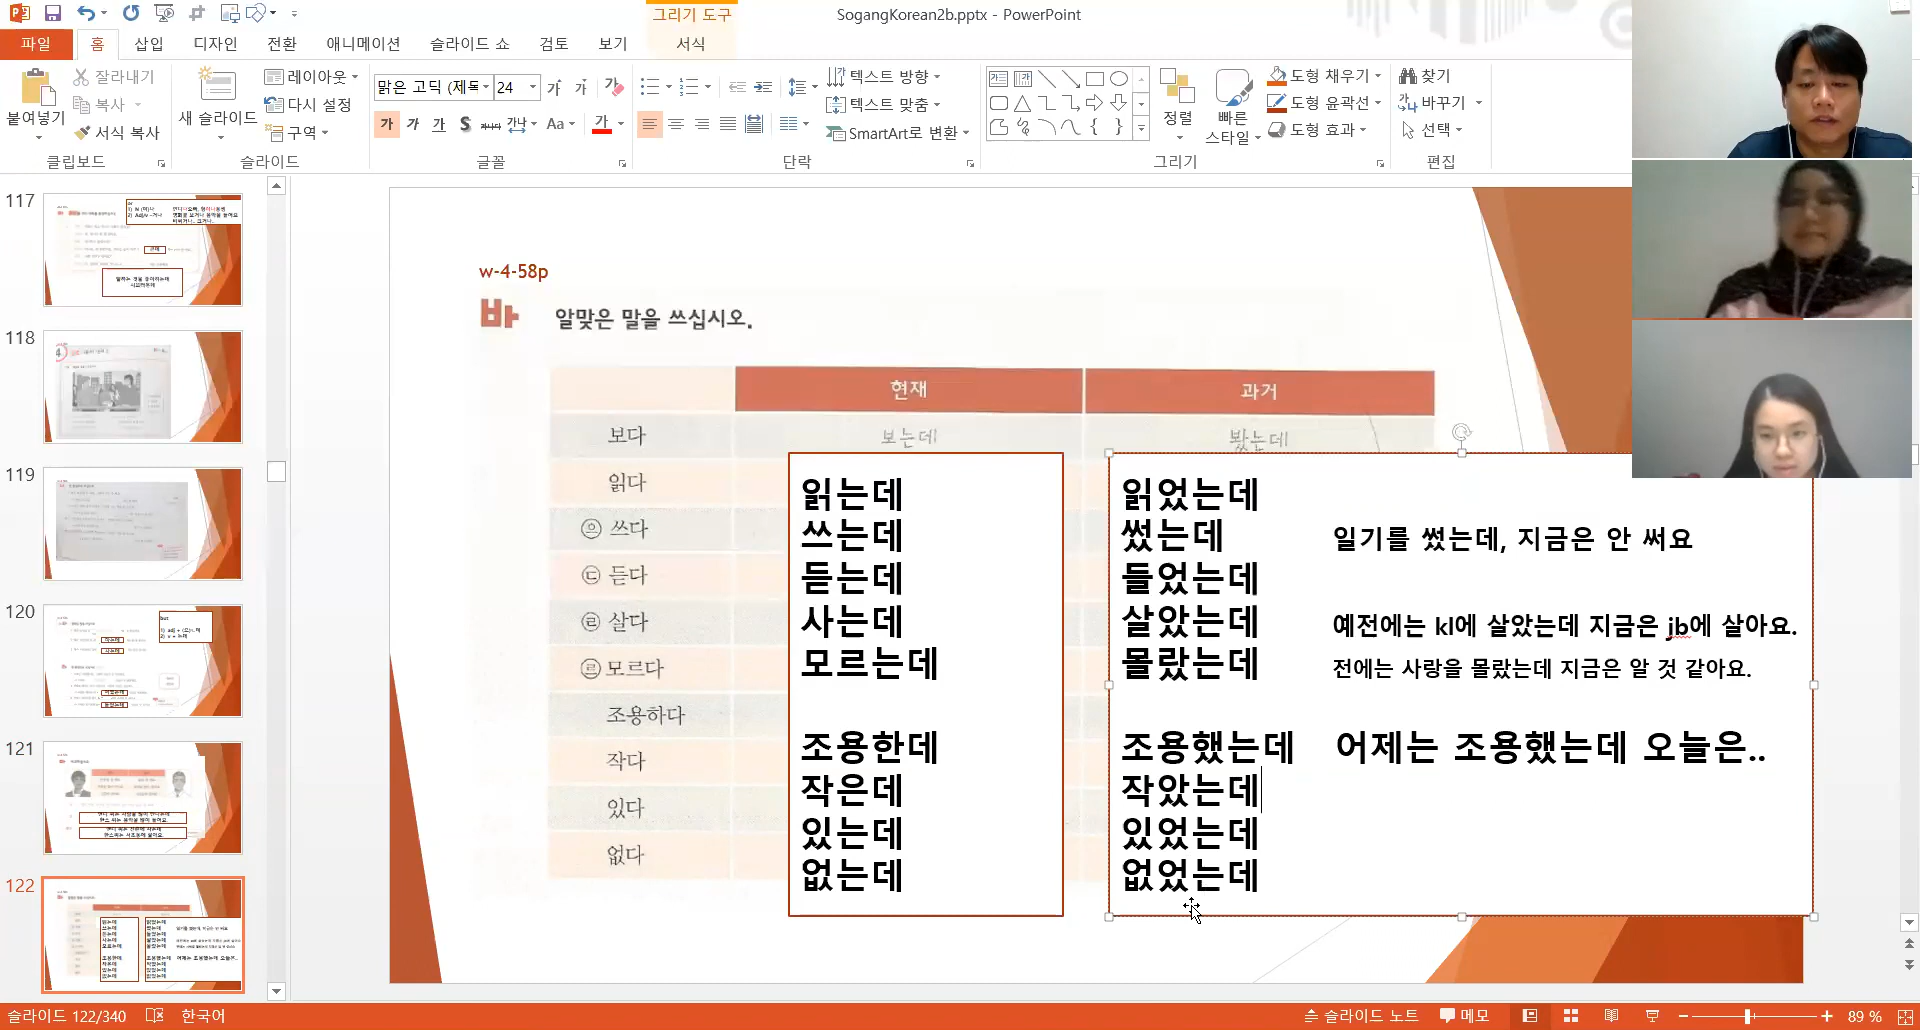 그리기 도구
SogangKorean2b.pptx - PowerPoint
파일
홈
삽입
디자인
전환
애니메이션
슬라이드 쇼
검토
보기
서식
붙여넣기
잘라내기
복사
서식 복사
클립보드
새 슬라이드
레이아웃
다시 설정
구역
슬라이드
맑은 고딕 (제목
24
가 가 가 S
Aa
가
글꼴
텍스트 방향
텍스트 맞춤
SmartArt로 변환
단락
정렬
빠른
스타일
도형 채우기
도형 윤곽선
도형 효과
그리기
찾기
바꾸기
선택
편집
117
118
119
120
121
122
w-4-58p
바 알맞은 말을 쓰십시오.
현재 과거
보다 보는데 봤는데
읽다
으 쓰다
ㄷ 듣다
ㄹ 살다
르 모르다
조용하다
작다
있다
없다
읽는데
쓰는데
듣는데
사는데
모르는데
조용한데
작은데
있는데
없는데
읽었는데
썼는데 일기를 썼는데, 지금은 안 써요
들었는데
살았는데 예전에는 kl에 살았는데 지금은 jb에 살아요.
몰랐는데 전에는 사랑을 몰랐는데 지금은 알 것 같아요.
조용했는데 어제는 조용했는데 오늘은..
작았는데
있었는데
없었는데
슬라이드 122/340
한국어
슬라이드 노트
메모
89 %